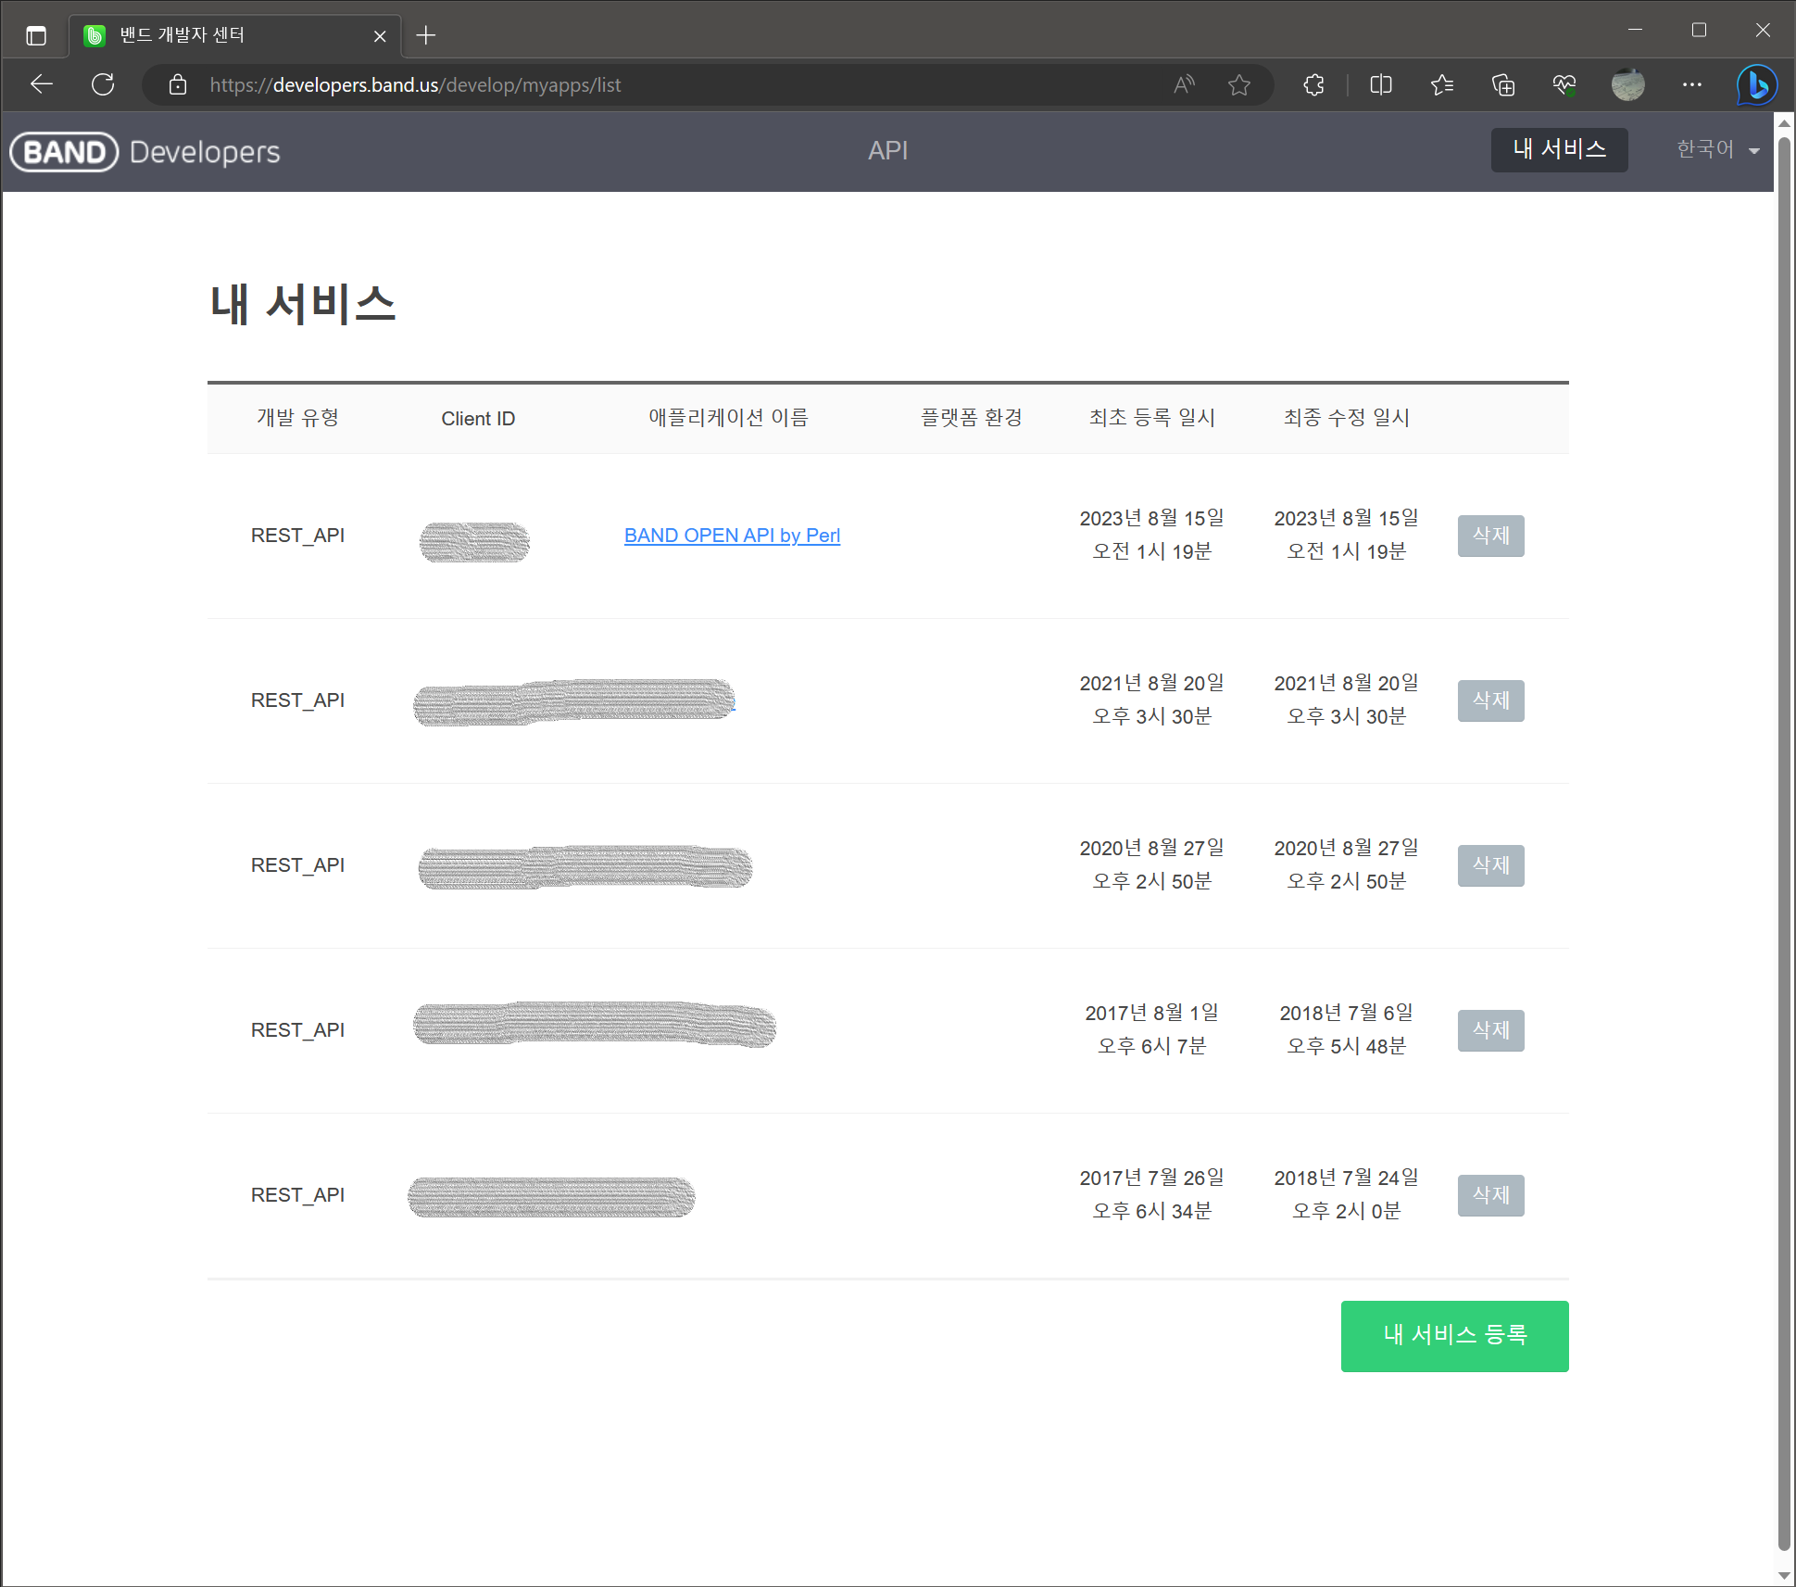 밴드 개발자 센터
https://developers.band.us/develop/myapps/list
BAND Developers
API
내 서비스
한국어
내 서비스
개발 유형 Client ID 애플리케이션 이름 플랫폼 환경 최초 등록 일시 최종 수정 일시
REST_API BAND OPEN API by Perl 2023년 8월 15일 2023년 8월 15일 삭제
오전 1시 19분 오전 1시 19분
REST_API 2021년 8월 20일 2021년 8월 20일 삭제
오후 3시 30분 오후 3시 30분
REST_API 2020년 8월 27일 2020년 8월 27일 삭제
오후 2시 50분 오후 2시 50분
REST_API 2017년 8월 1일 2018년 7월 6일 삭제
오후 6시 7분 오후 5시 48분
REST_API 2017년 7월 26일 2018년 7월 24일 삭제
오후 6시 34분 오후 2시 0분
내 서비스 등록